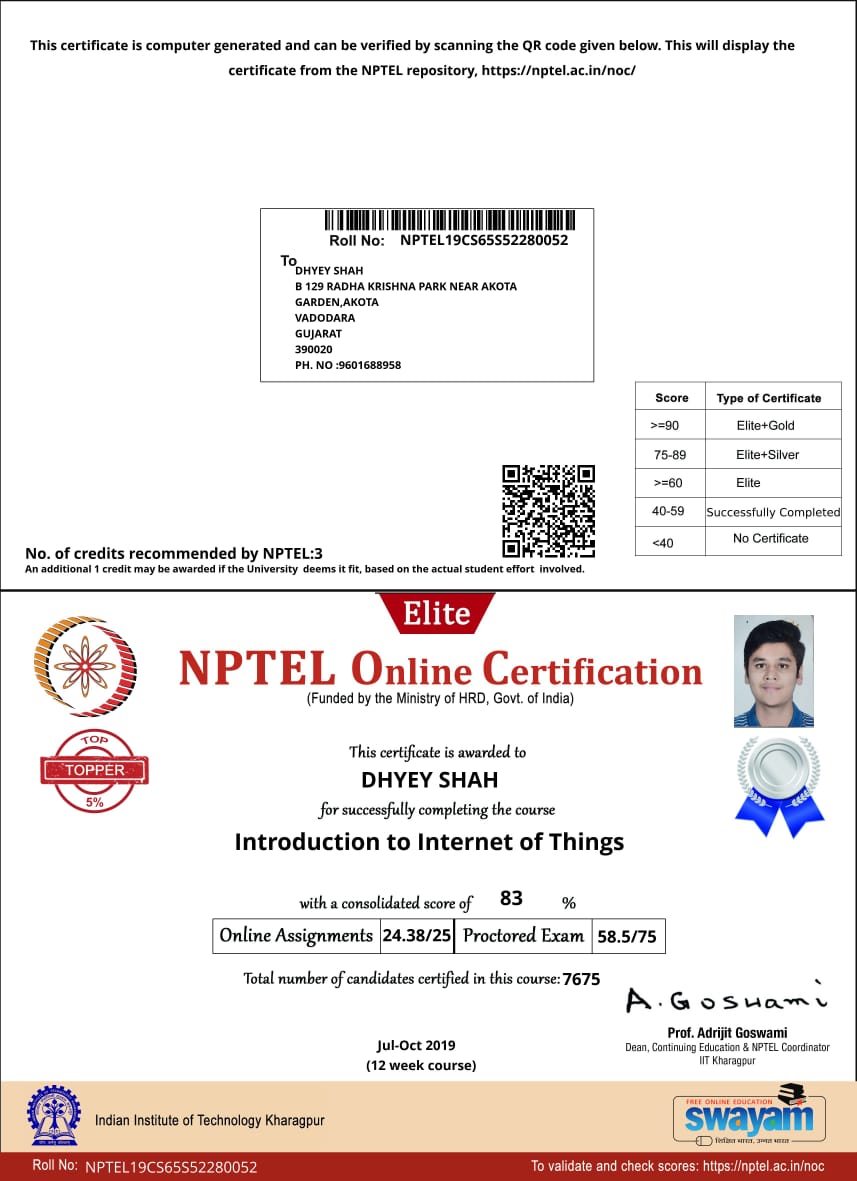 This certificate is computer generated and can be verified by scanning the QR code given below. This will display the
certificate from the NPTEL repository, https://nptel.ac.in/noc/
Roll No: NPTEL19CS65S52280052
To
DHYEY SHAH
B 129 RADHA KRISHNA PARK NEAR AKOTA
GARDEN,AKOTA
VADODARA
GUJARAT
390020
PH. NO :9601688958
Score Type of Certificate
>=90 Elite+Gold
75-89 Elite+Silver
>=60 Elite
40-59 Successfully Completed
<40 No Certificate
No. of credits recommended by NPTEL:3
An additional 1 credit may be awarded if the University deems it fit, based on the actual student effort involved.
Elite
NPTEL Online Certification
(Funded by the Ministry of HRD, Govt. of India)
TOP
TOPPER
5%
This certificate is awarded to
DHYEY SHAH
for successfully completing the course
Introduction to Internet of Things
with a consolidated score of 83 %
Online Assignments 24.38/25 Proctored Exam 58.5/75
Total number of candidates certified in this course: 7675
A. Goswami
Prof. Adrijit Goswami
Dean, Continuing Education & NPTEL Coordinator
IIT Kharagpur
Jul-Oct 2019
(12 week course)
Indian Institute of Technology Kharagpur
FREE ONLINE EDUCATION
swayam
शिक्षित भारत, उन्नत भारत
Roll No: NPTEL19CS65S52280052
To validate and check scores: https://nptel.ac.in/noc